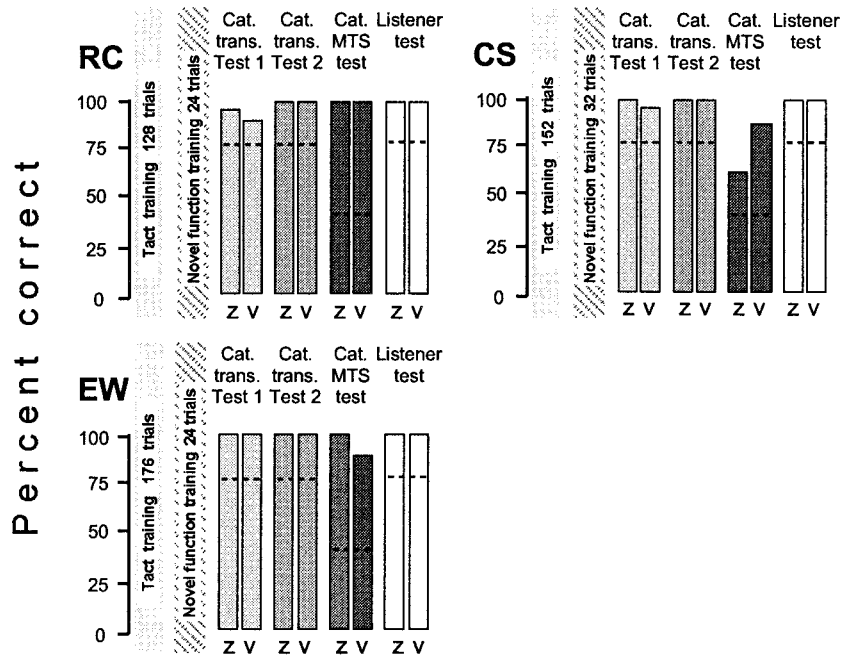 Percent correct
RC
Cat. trans. Test 1
Cat. trans. Test 2
Cat. MTS test
Listener test
100
75
50
25
0
Tact training 128 trials
Novel function training 24 trials
Z V Z V Z V Z V
CS
Cat. trans. Test 1
Cat. trans. Test 2
Cat. MTS test
Listener test
100
75
50
25
0
Tact training 152 trials
Novel function training 32 trials
Z V Z V Z V Z V
EW
Cat. trans. Test 1
Cat. trans. Test 2
Cat. MTS test
Listener test
100
75
50
25
0
Tact training 176 trials
Novel function training 24 trials
Z V Z V Z V Z V